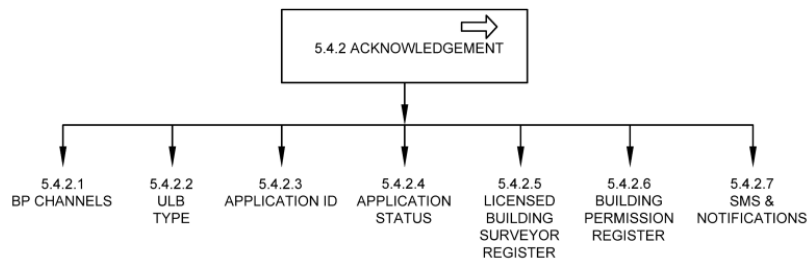 5.4.2 ACKNOWLEDGEMENT
5.4.2.1
BP CHANNELS
5.4.2.2
ULB
TYPE
5.4.2.3
APPLICATION ID
5.4.2.4
APPLICATION
STATUS
5.4.2.5
LICENSED
BUILDING
SURVEYOR
REGISTER
5.4.2.6
BUILDING
PERMISSION
REGISTER
5.4.2.7
SMS &
NOTIFICATIONS